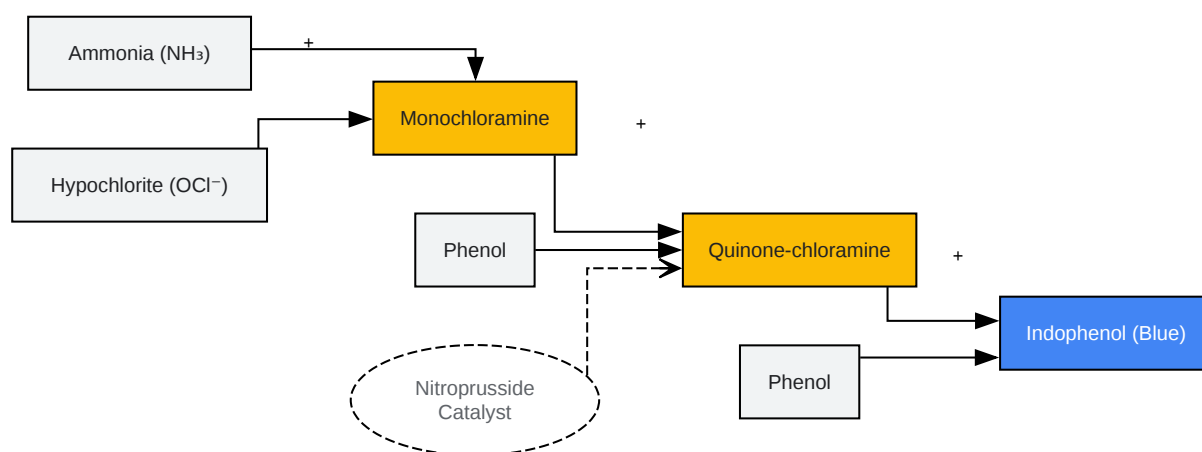 Ammonia (NH₃)
+
Monochloramine
+
Hypochlorite (OCl⁻)
Phenol
Quinone-chloramine
+
Indophenol (Blue)
Phenol
Nitroprusside
Catalyst